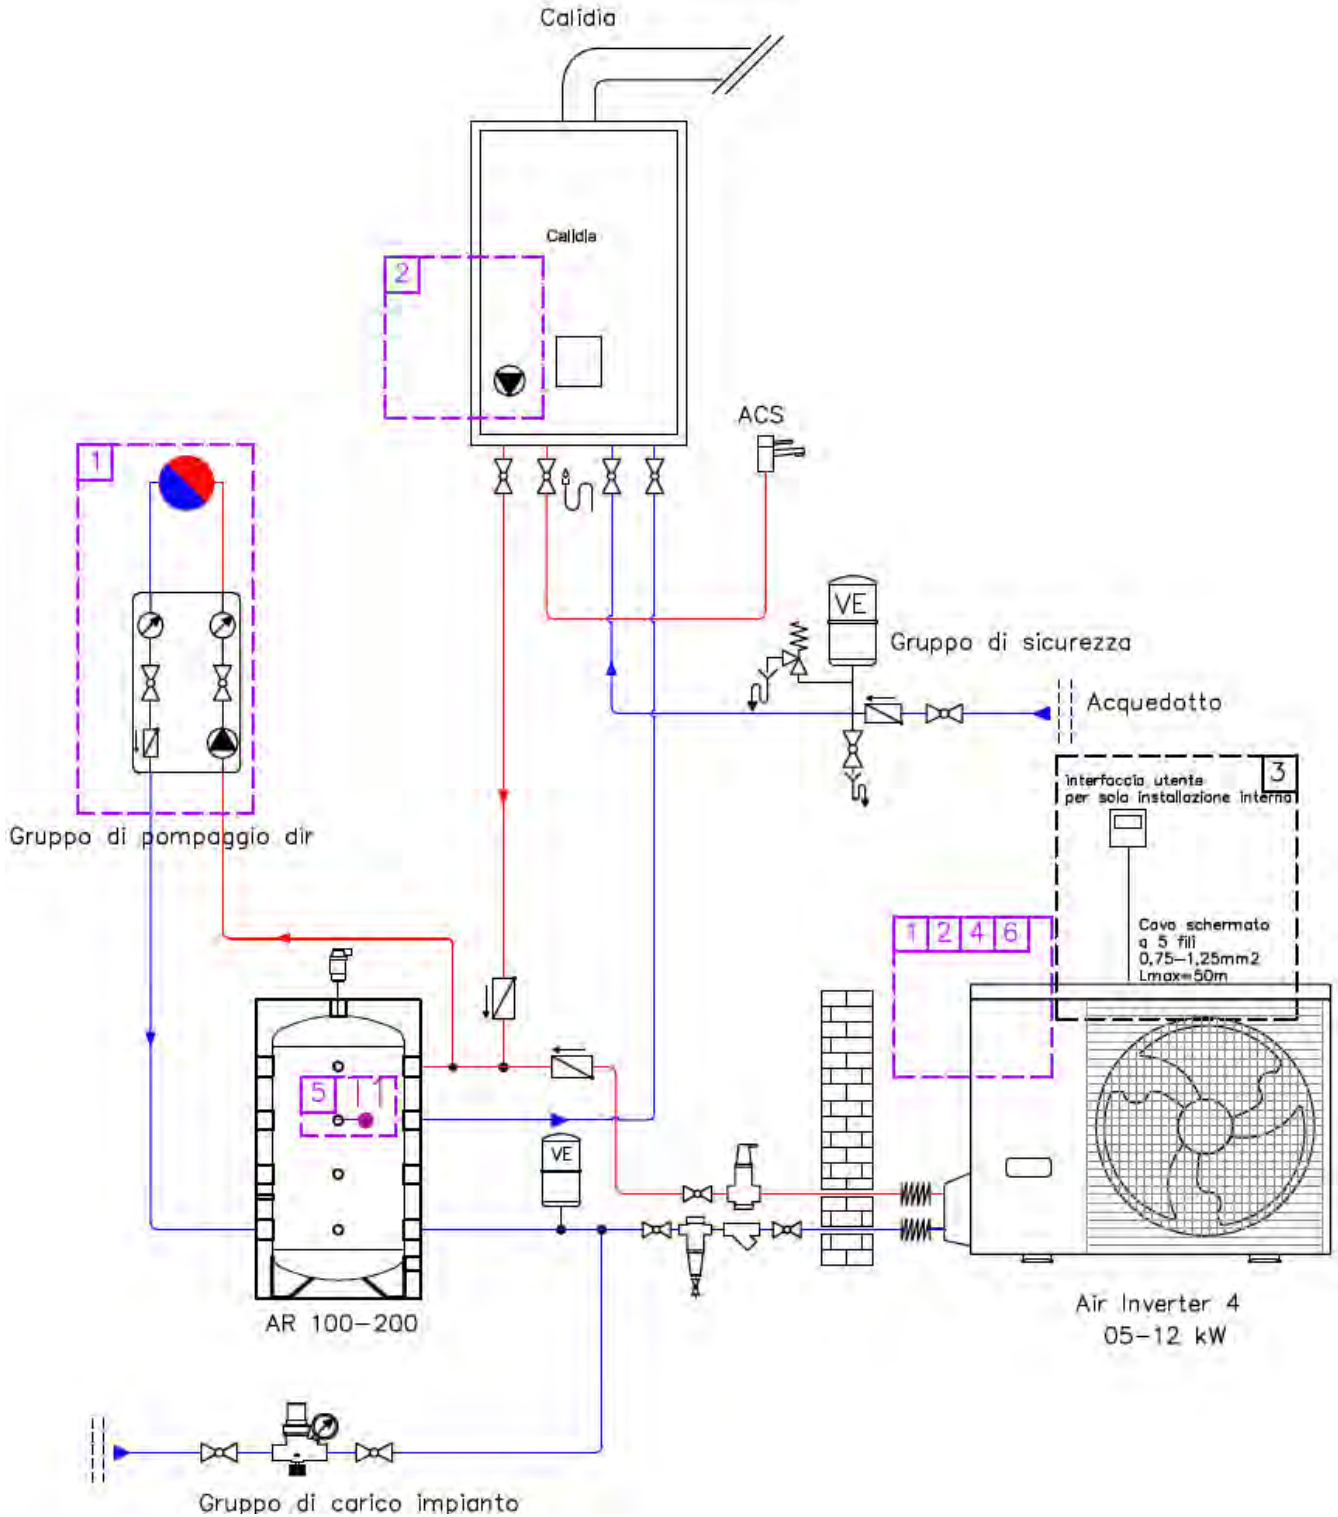 Calidia
Calidia
2
ACS
1
VE
Gruppo di sicurezza
Acquedotto
3
interfaccia utente
per sola installazione interna
Gruppo di pompaggio dir
1 2 4 6
Cavo schermato
a 5 fili
0,75-1,25mm2
Lmax=50m
5
VE
AR 100-200
Air Inverter 4
05-12 kW
Gruppo di carico impianto